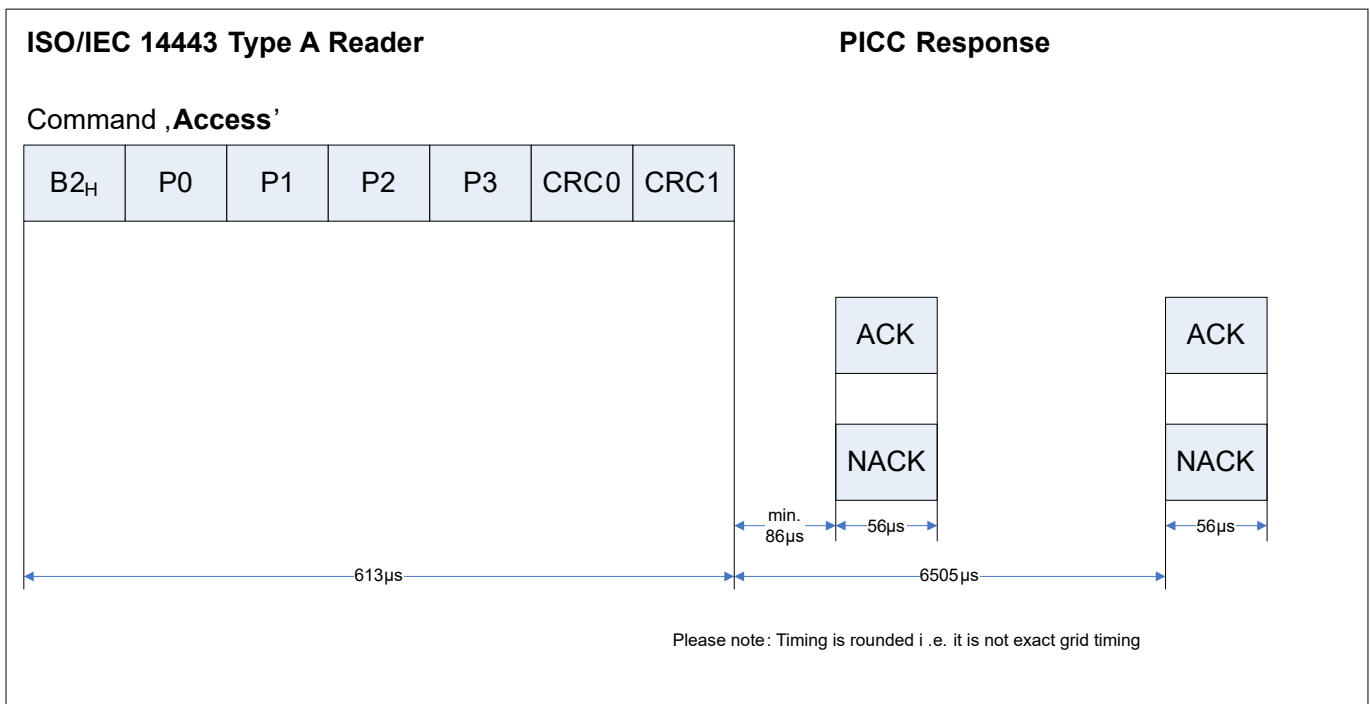 ISO/IEC 14443 Type A Reader PICC Response
Command ‚Access’
B2H P0 P1 P2 P3 CRC0 CRC1
ACK ACK
NACK NACK
min.
86µs 56µs 56µs
613µs 6505µs
Please note: Timing is rounded i .e. it is not exact grid timing